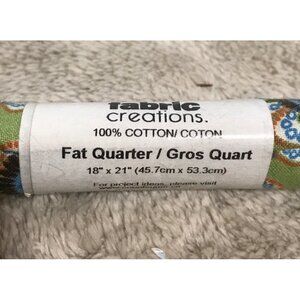 fabric
creations.
100% COTTON/ COTON
Fat Quarter / Gros Quart
18" x 21" (45.7cm x 53.3cm)
For project ideas, please visit